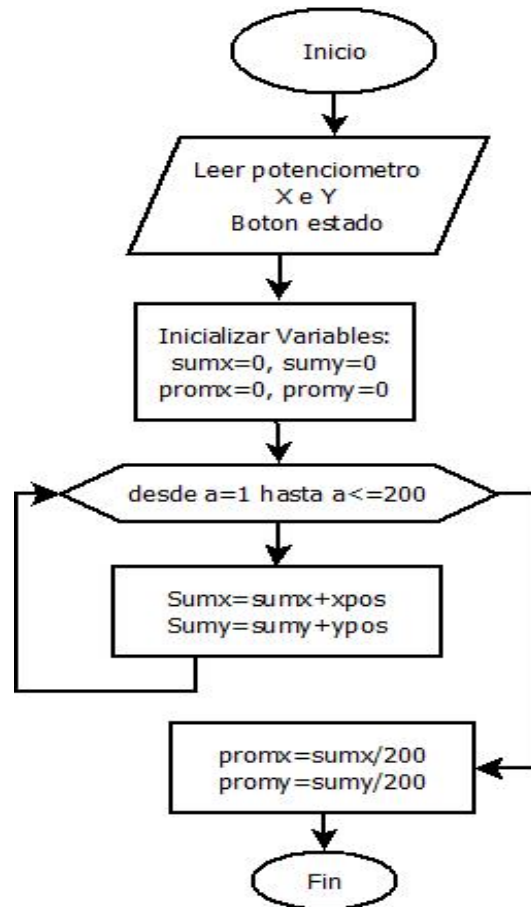 Inicio
Leer potenciometro
X e Y
Boton estado
Inicializar Variables:
sumx=0, sumy=0
promx=0, promy=0
desde a=1 hasta a<=200
Sumx=sumx+xpos
Sumy=sumy+ypos
promx=sumx/200
promy=sumy/200
Fin